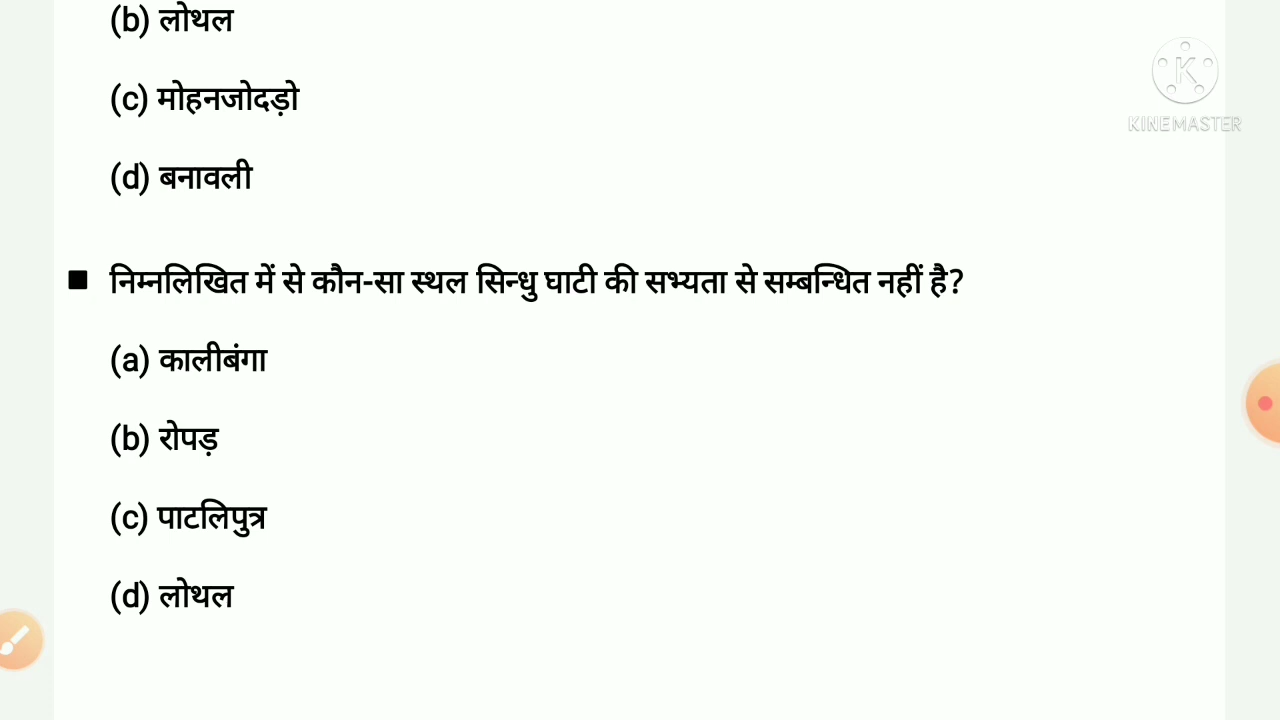 (b) लोथल
(c) मोहनजोदड़ो
KINEMASTER
(d) बनावली
■ निम्नलिखित में से कौन-सा स्थल सिन्धु घाटी की सभ्यता से सम्बन्धित नहीं है?
(a) कालीबंगा
(b) रोपड़
(c) पाटलिपुत्र
(d) लोथल